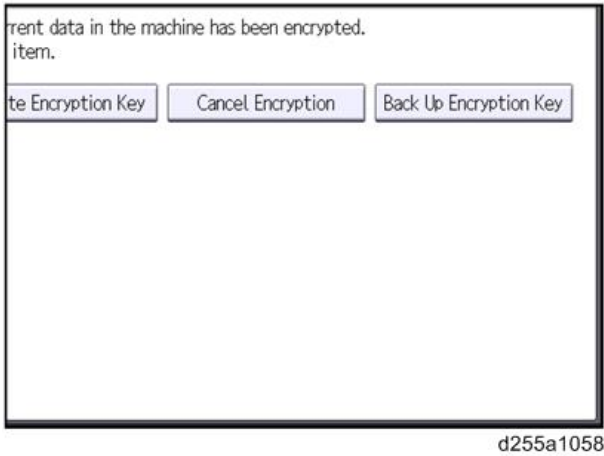 rrent data in the machine has been encrypted.
item.
te Encryption Key
Cancel Encryption
Back Up Encryption Key
d255a1058